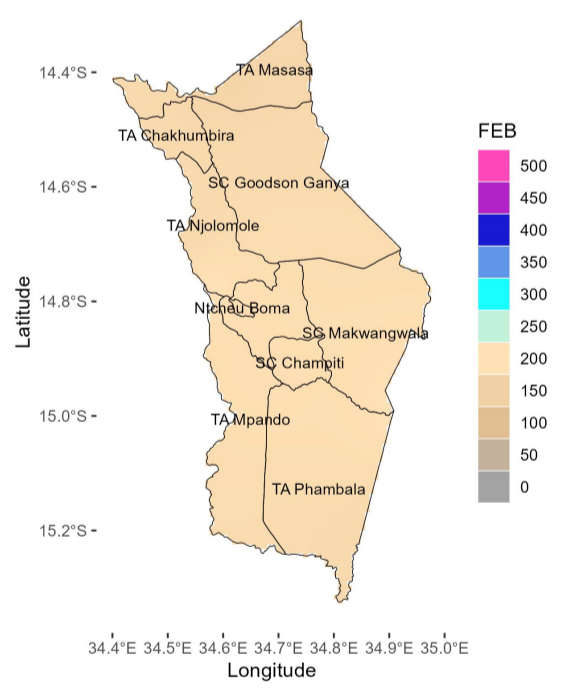 14.4°S
14.6°S
14.8°S
15.0°S
15.2°S
Latitude
TA Masasa
TA Chakhumbira
SC Goodson Ganya
TA Njolomole
Ntcheu Boma
SC Makwangwala
SC Champiti
TA Mpando
TA Phambala
34.4°E 34.5°E 34.6°E 34.7°E 34.8°E 34.9°E 35.0°E
Longitude
FEB
500
450
400
350
300
250
200
150
100
50
0